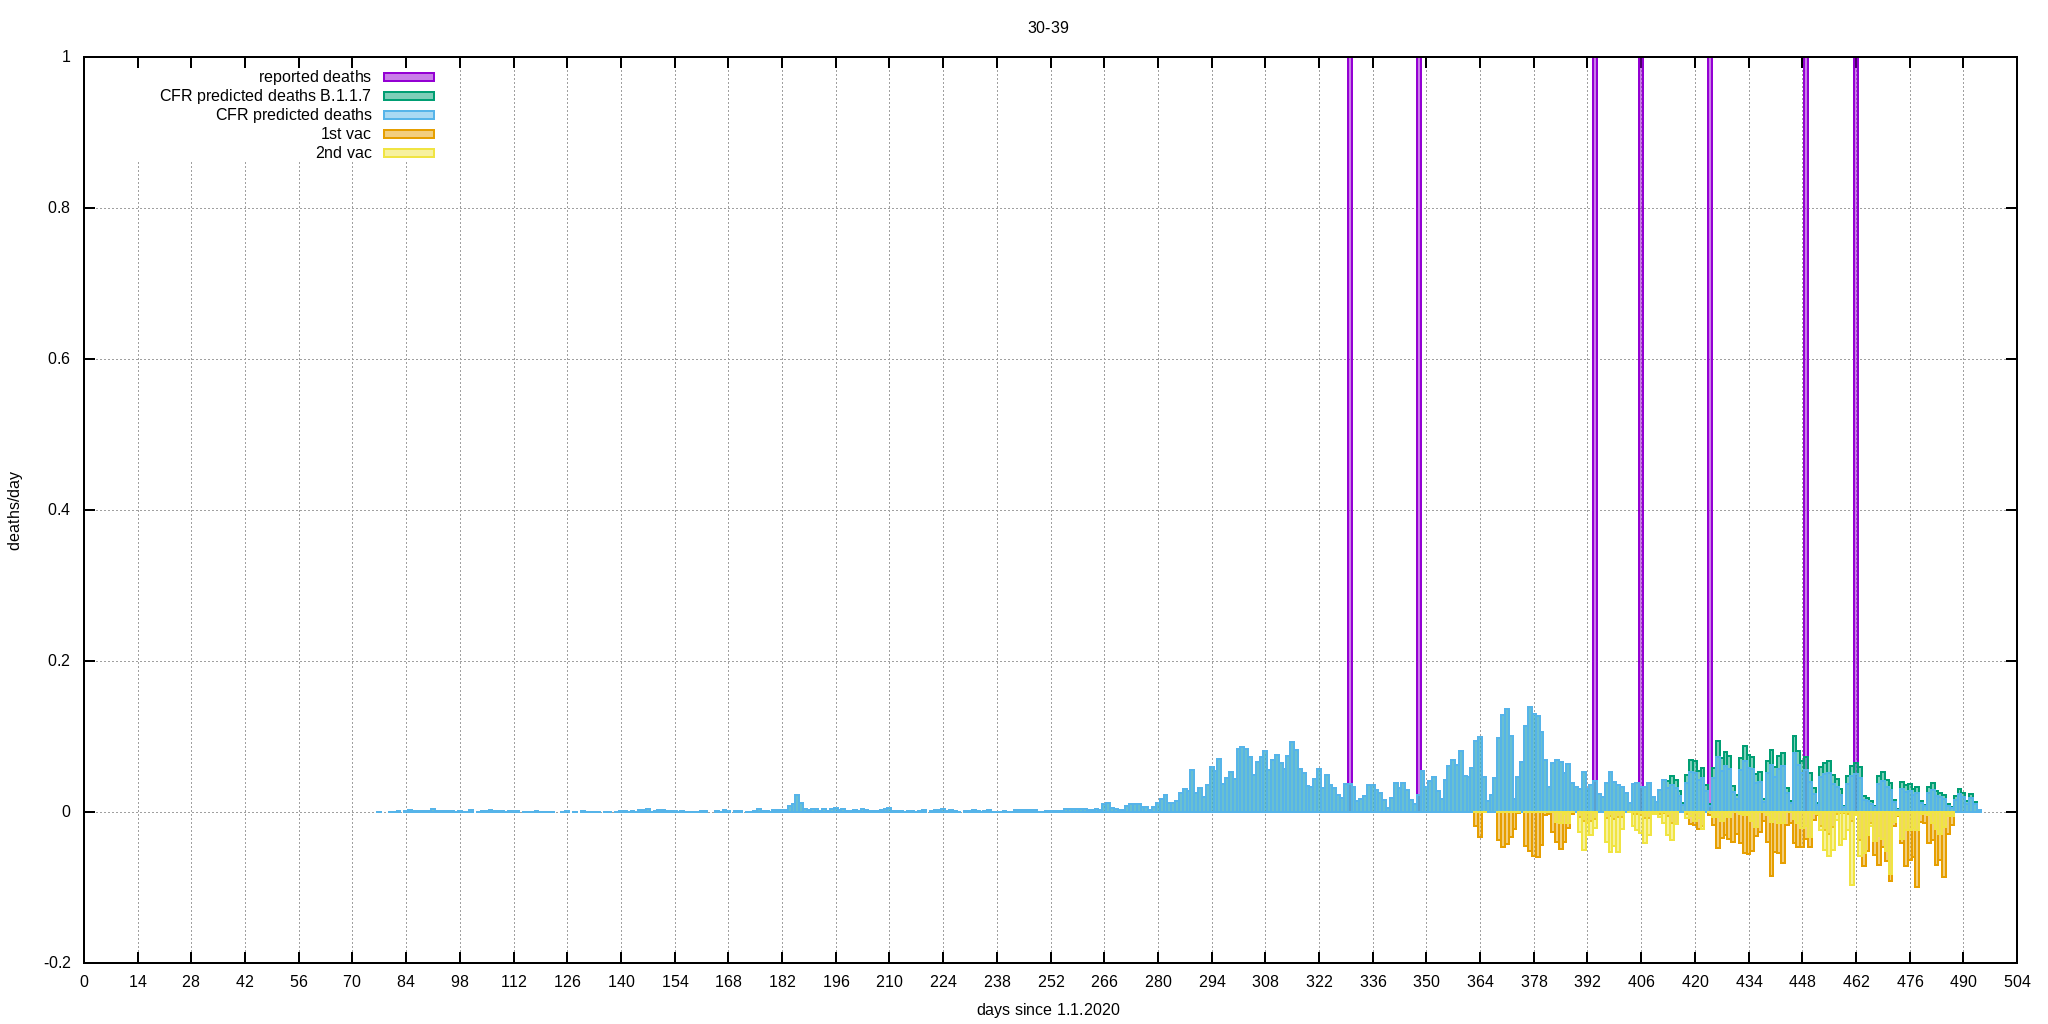 30-39
reported deaths
CFR predicted deaths B.1.1.7
CFR predicted deaths
1st vac
2nd vac
1
0.8
0.6
0.4
0.2
0
-0.2
deaths/day
0 14 28 42 56 70 84 98 112 126 140 154 168 182 196 210 224 238 252 266 280 294 308 322 336 350 364 378 392 406 420 434 448 462 476 490 504
days since 1.1.2020